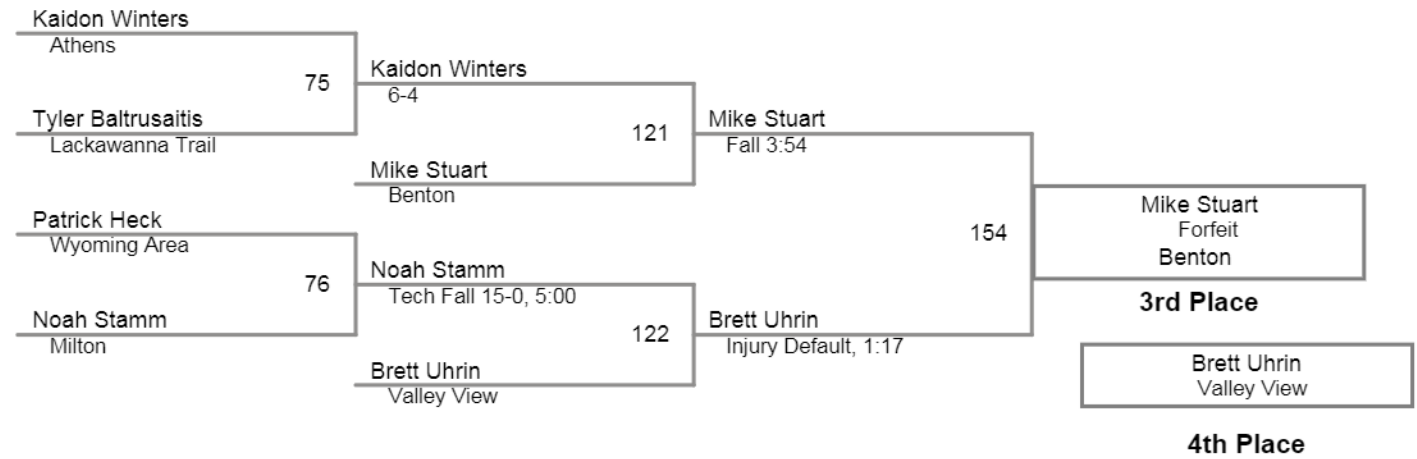 Kaidon Winters
Athens
75
Tyler Baltrusaitis
Lackawanna Trail
Kaidon Winters
6-4
121
Mike Stuart
Benton
Patrick Heck
Wyoming Area
76
Noah Stamm
Milton
Noah Stamm
Tech Fall 15-0, 5:00
122
Brett Uhrin
Valley View
Mike Stuart
Fall 3:54
154
Brett Uhrin
Injury Default, 1:17
Mike Stuart
Forfeit
Benton
3rd Place
Brett Uhrin
Valley View
4th Place